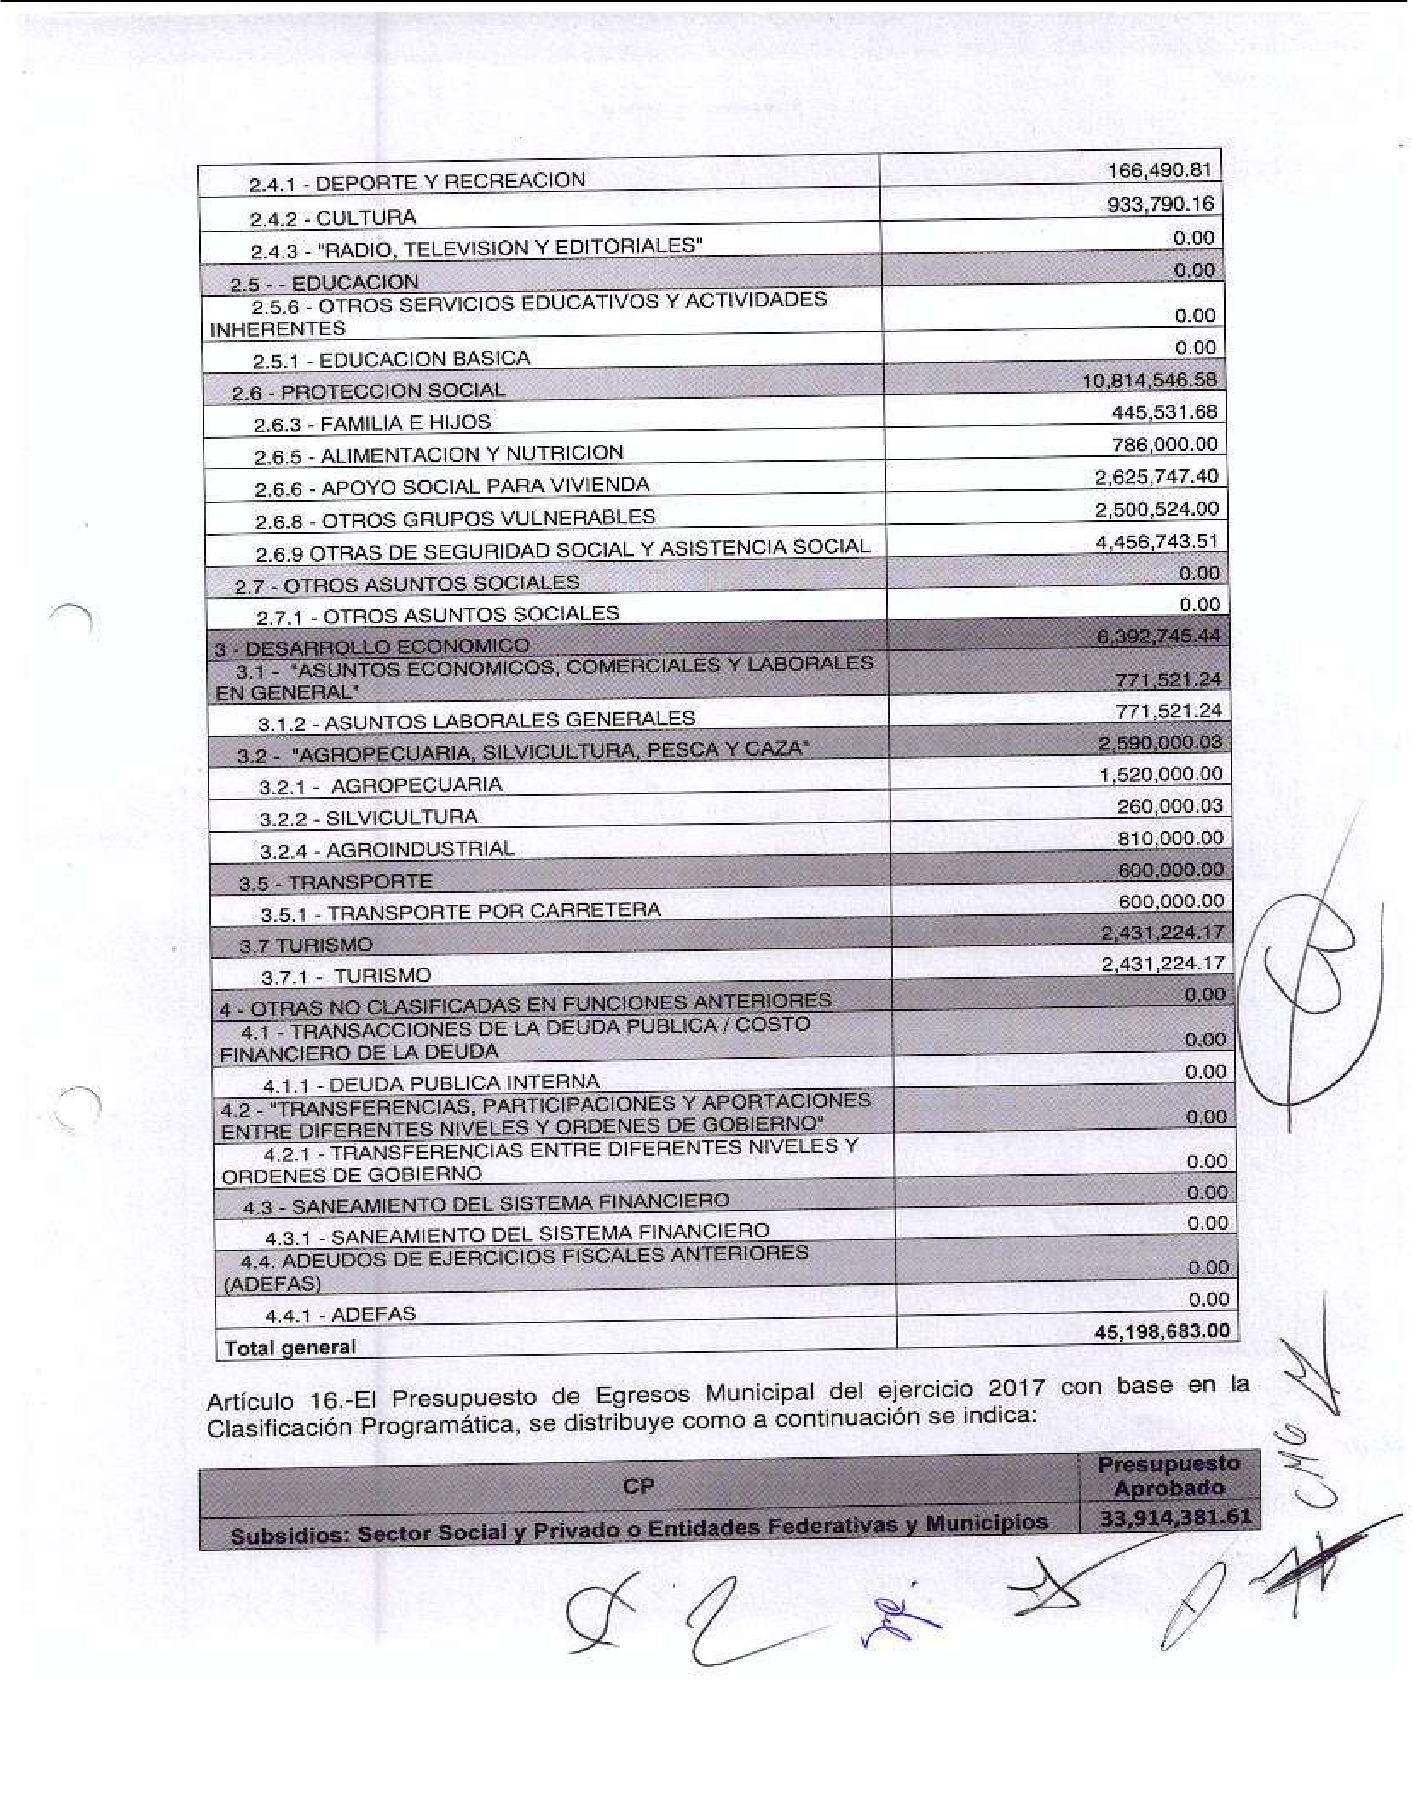 2.4.1 - DEPORTE Y RECREACION 166,490.81
2.4.2 - CULTURA 933,790.16
2.4.3 - "RADIO, TELEVISION Y EDITORIALES" 0.00
2.5 - - EDUCACION 0.00
2.5.6 - OTROS SERVICIOS EDUCATIVOS Y ACTIVIDADES
INHERENTES 0.00
2.5.1 - EDUCACION BASICA 0.00
2.6 - PROTECCION SOCIAL 10,814,546.58
2.6.3 - FAMILIA E HIJOS 445,531.68
2.6.5 - ALIMENTACION Y NUTRICION 786,000.00
2.6.6 - APOYO SOCIAL PARA VIVIENDA 2,625,747.40
2.6.8 - OTROS GRUPOS VULNERABLES 2,500,524.00
2.6.9 OTRAS DE SEGURIDAD SOCIAL Y ASISTENCIA SOCIAL 4,456,743.51
2.7 - OTROS ASUNTOS SOCIALES 0.00
2.7.1 - OTROS ASUNTOS SOCIALES 0.00
3 - DESARROLLO ECONOMICO 6,392,745.44
3.1 - "ASUNTOS ECONOMICOS, COMERCIALES Y LABORALES
EN GENERAL" 771,521.24
3.1.2 - ASUNTOS LABORALES GENERALES 771,521.24
3.2 - "AGROPECUARIA, SILVICULTURA, PESCA Y CAZA" 2,590,000.03
3.2.1 - AGROPECUARIA 1,520,000.00
3.2.2 - SILVICULTURA 260,000.03
3.2.4 - AGROINDUSTRIAL 810,000.00
3.5 - TRANSPORTE 600,000.00
3.5.1 - TRANSPORTE POR CARRETERA 600,000.00
3.7 TURISMO 2,431,224.17
3.7.1 - TURISMO 2,431,224.17
4 - OTRAS NO CLASIFICADAS EN FUNCIONES ANTERIORES 0.00
4.1 - TRANSACCIONES DE LA DEUDA PUBLICA / COSTO
FINANCIERO DE LA DEUDA 0.00
4.1.1 - DEUDA PUBLICA INTERNA 0.00
4.2 - "TRANSFERENCIAS, PARTICIPACIONES Y APORTACIONES
ENTRE DIFERENTES NIVELES Y ORDENES DE GOBIERNO" 0.00
4.2.1 - TRANSFERENCIAS ENTRE DIFERENTES NIVELES Y
ORDENES DE GOBIERNO 0.00
4.3 - SANEAMIENTO DEL SISTEMA FINANCIERO 0.00
4.3.1 - SANEAMIENTO DEL SISTEMA FINANCIERO 0.00
4.4. ADEUDOS DE EJERCICIOS FISCALES ANTERIORES
(ADEFAS) 0.00
4.4.1 - ADEFAS 0.00
Total general 45,198,683.00
Artículo 16.-El Presupuesto de Egresos Municipal del ejercicio 2017 con base en la
Clasificación Programática, se distribuye como a continuación se indica:
CP Presupuesto
Aprobado
Subsidios: Sector Social y Privado o Entidades Federativas y Municipios 33,914,381.61